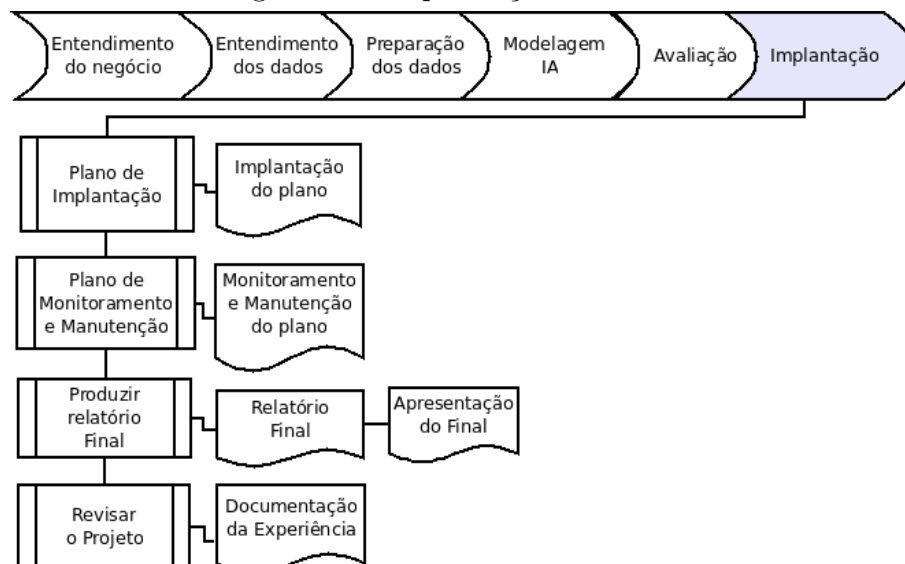 Entendimento
do negócio
Entendimento
dos dados
Preparação
dos dados
Modelagem
IA
Avaliação
Implantação
Plano de
Implantação
Implantação
do plano
Plano de
Monitoramento
e Manutenção
Monitoramento
e Manutenção
do plano
Produzir
relatório
Final
Relatório
Final
Apresentação
do Final
Revisar
o Projeto
Documentação
da Experiência